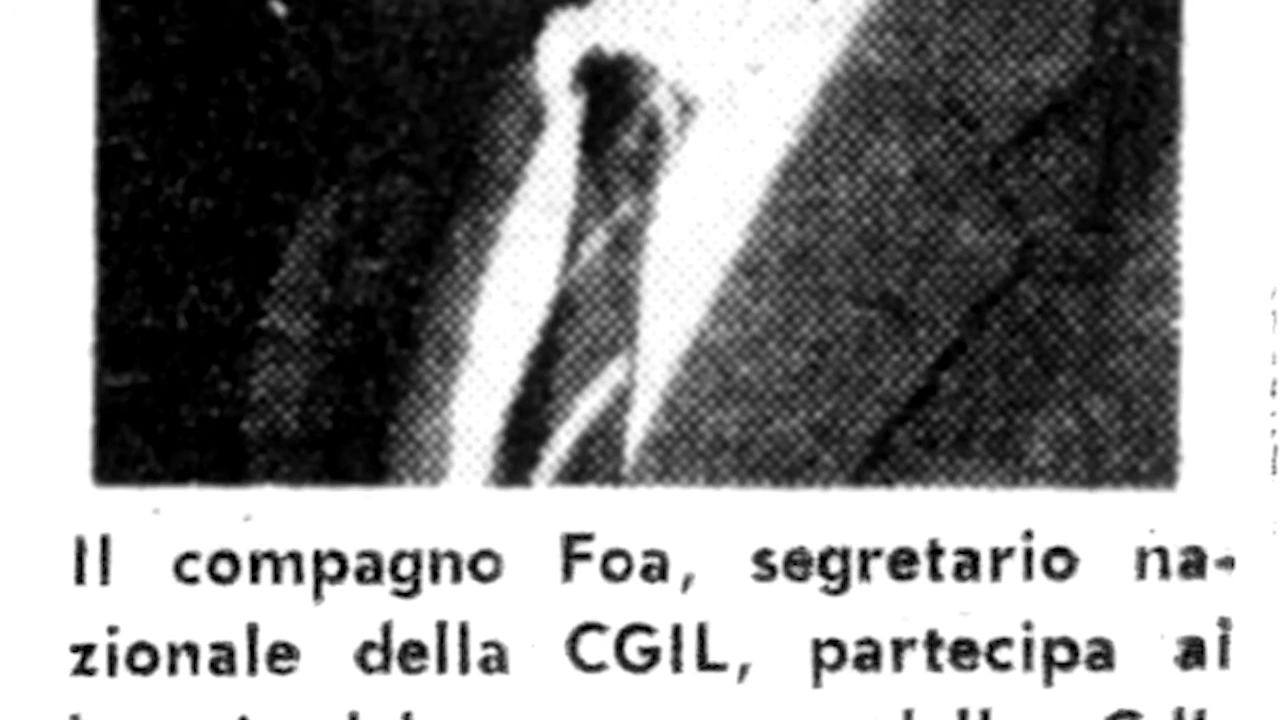 Il compagno Foa, segretario na-
zionale della CGIL, partecipa ai